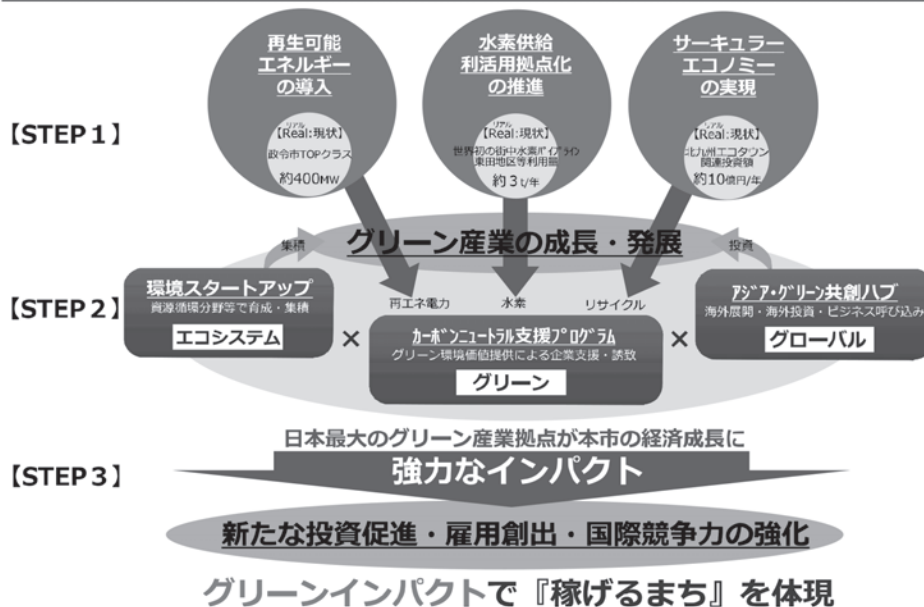 【STEP1】
再生可能
エネルギー
の導入
リアル
【Real:現状】
政令市TOPクラス
約400MW
水素供給
利活用拠点化
の推進
リアル
【Real:現状】
世界初の街中水素パイプライン
東田地区等利用量
約3t/年
サーキュラー
エコノミー
の実現
リアル
【Real:現状】
北九州エコタウン
関連投資額
約10億円/年
【STEP2】
集積
グリーン産業の成長・発展
投資
環境スタートアップ
資源循環分野等で育成・集積
エコシステム
×
再エネ電力
水素
リサイクル
カーボンニュートラル支援プログラム
グリーン環境価値提供による企業支援・誘致
グリーン
×
アジア・グリーン共創ハブ
海外展開・海外投資・ビジネス呼び込み
グローバル
【STEP3】
日本最大のグリーン産業拠点が本市の経済成長に
強力なインパクト
新たな投資促進・雇用創出・国際競争力の強化
グリーンインパクトで『稼げるまち』を体現